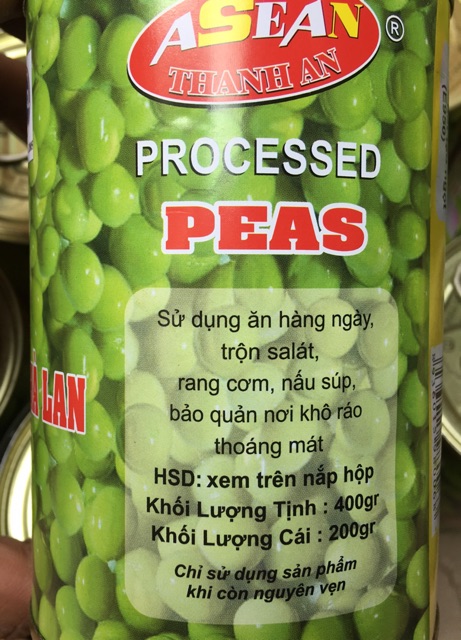 ASEAN ®
THANH AN
PROCESSED
PEAS
LAN
Sử dụng ăn hàng ngày,
trộn salát,
rang cơm, nấu súp,
bảo quản nơi khô ráo
thoáng mát
HSD: xem trên nắp hộp
Khối Lượng Tịnh : 400gr
Khối Lượng Cái : 200gr
Chỉ sử dụng sản phẩm
khi còn nguyên vẹn